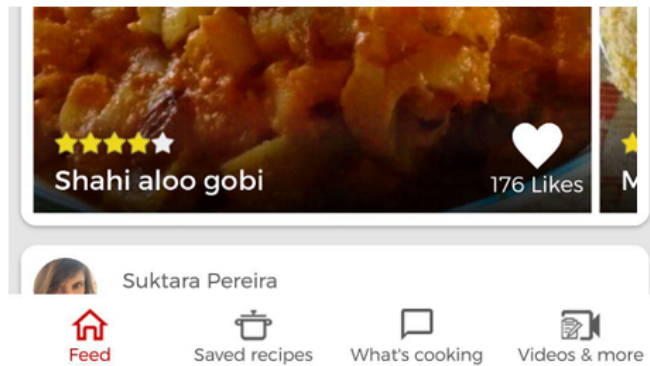 Shahi aloo gobi
176 Likes
M
Suktara Pereira
Feed
Saved recipes
What's cooking
Videos & more